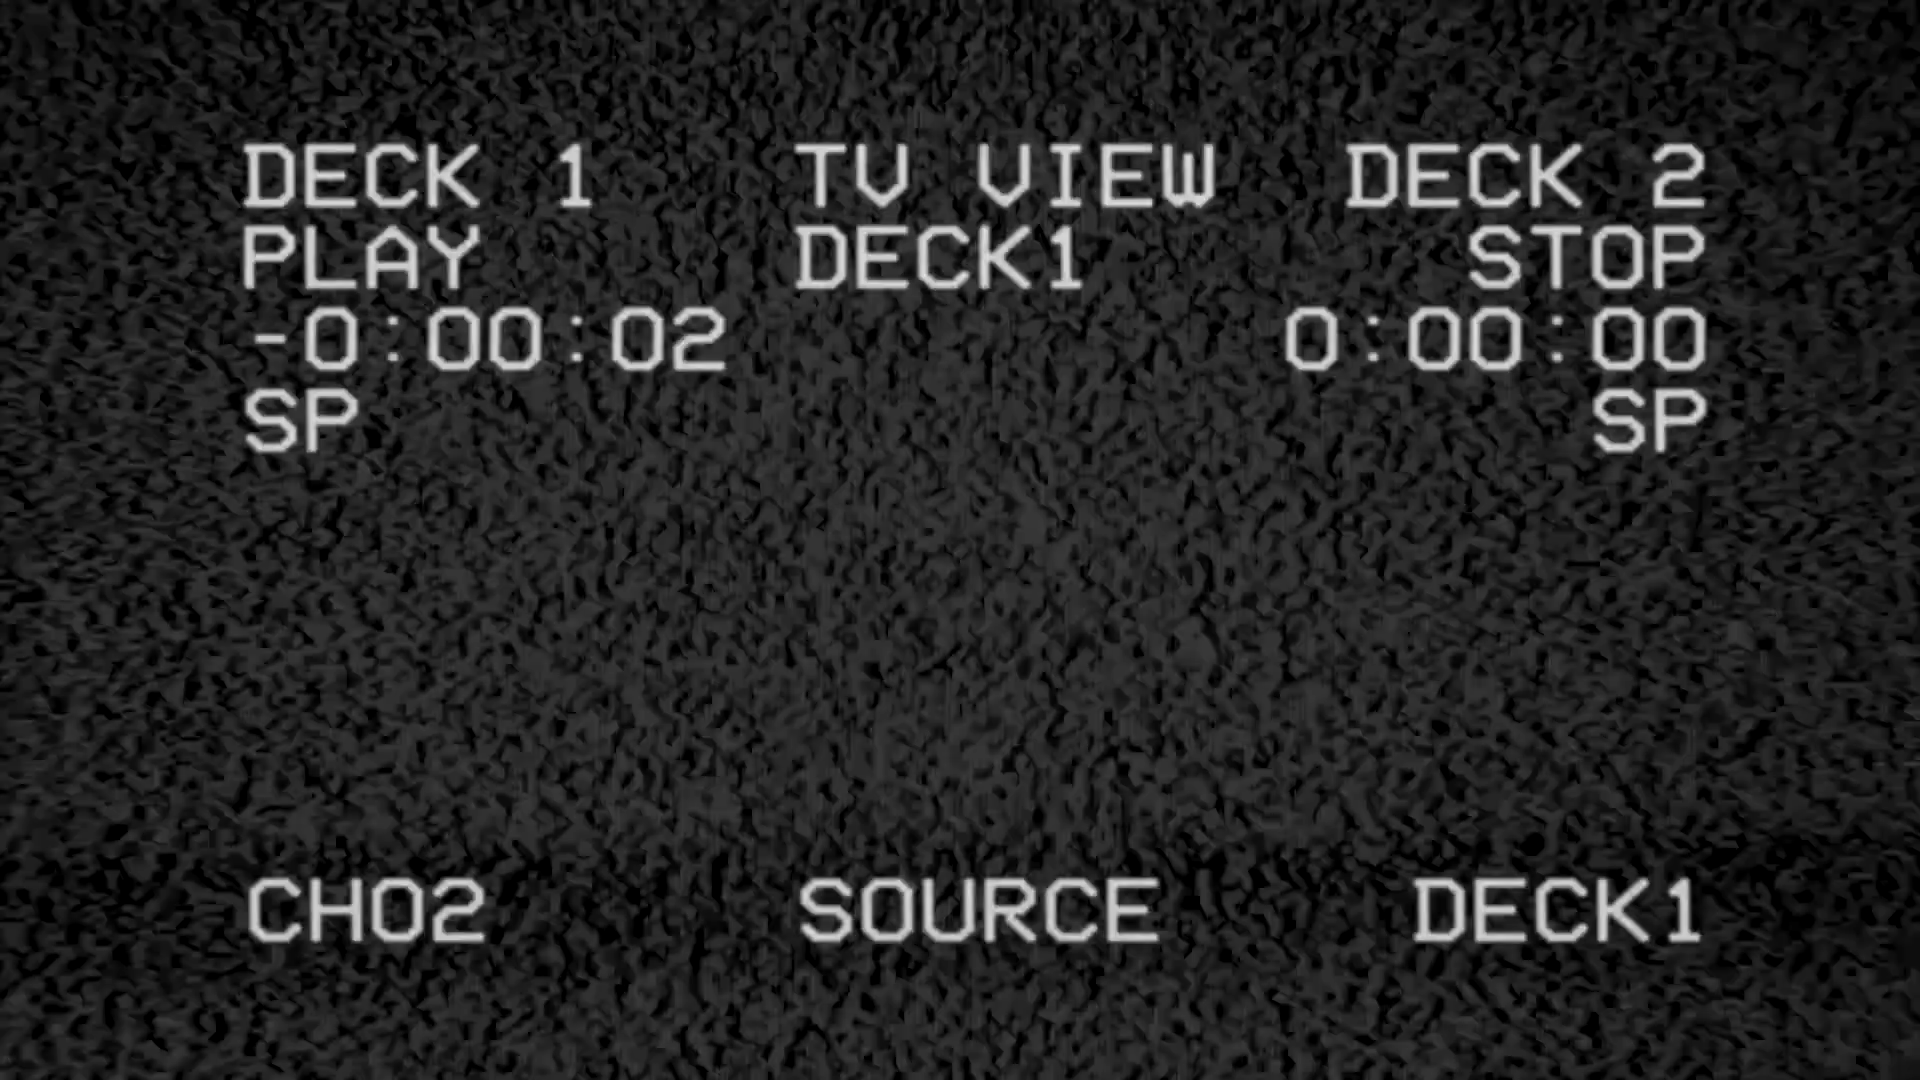 DECK 1 TV VIEW DECK 2
PLAY DECK1 STOP
-0:00:02 0:00:00
SP SP
CH02 SOURCE DECK1